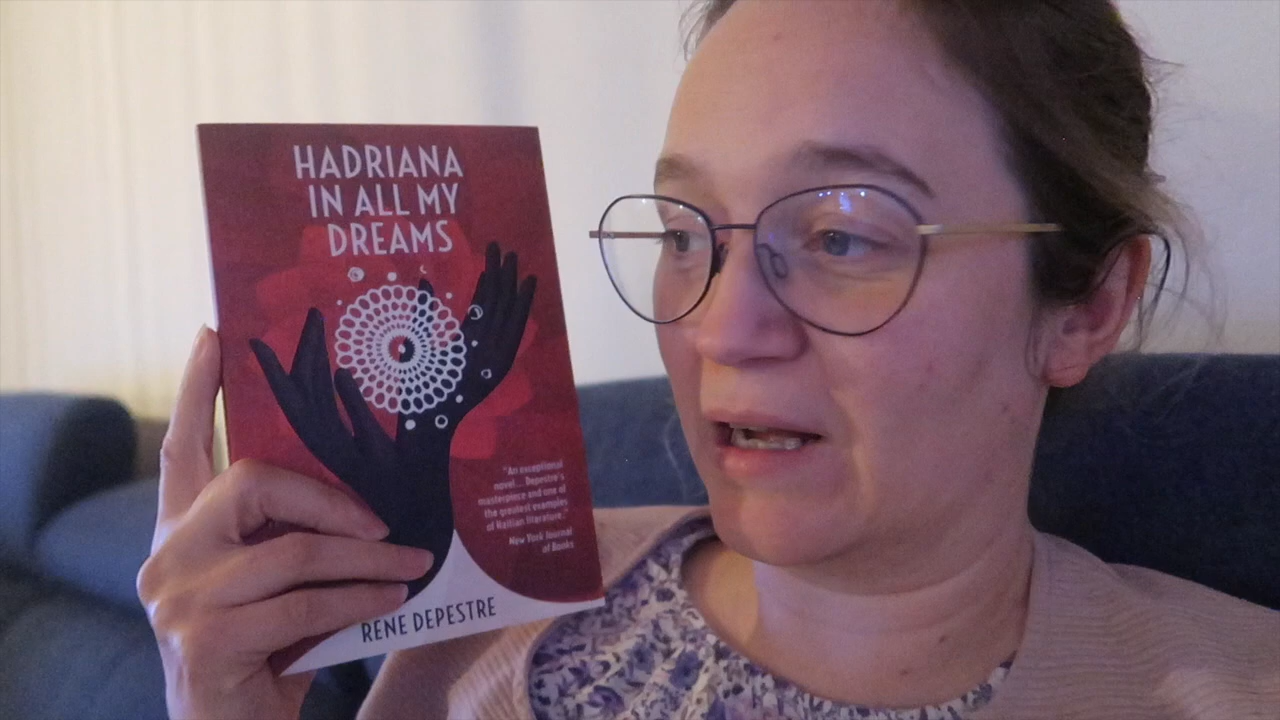 HADRIANA
IN ALL MY
DREAMS
"An exceptional
novel... Depestre's
masterpiece and one of
the greatest examples
of Haitian literature."
New York Journal
of Books
RENE DEPESTRE